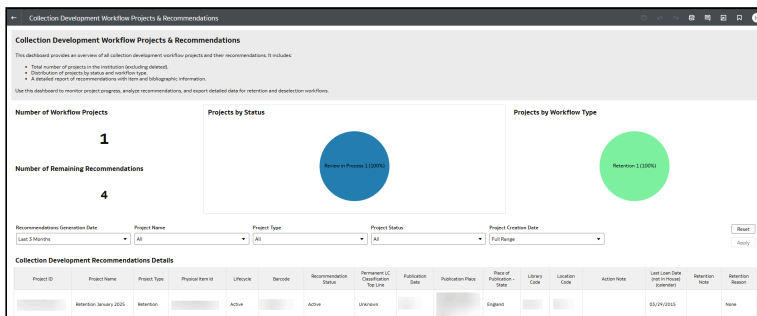 ← Collection Development Workflow Projects & Recommendations
Collection Development Workflow Projects & Recommendations
This dashboard provides an overview of all collection development workflow projects and their recommendations. It includes:
• Total number of projects in the institution (excluding deleted).
• Distribution of projects by status and workflow type.
• A detailed report of recommendations with item and bibliographic information.
Use this dashboard to monitor project progress, analyze recommendations, and export detailed data for retention and deselection workflows.
Number of Workflow Projects
1
Number of Remaining Recommendations
4
Projects by Status
Review in Process 1 (100%)
Projects by Workflow Type
Retention 1 (100%)
Recommendations Generation Date Project Name Project Type Project Status Project Creation Date Reset
Last 3 Months All All All Full Range Apply
Collection Development Recommendations Details
Project ID Project Name Project Type Physical Item Id Lifecycle Barcode Recommendation Status Permanent LC Classification Top Line Publication Date Publication Place Place of Publication - State Library Code Location Code Action Note Last Loan Date (not In House) (calendar) Retention Note Retention Reason
Retention January 2025 Retention Active Active Unknown England 03/29/2015 None